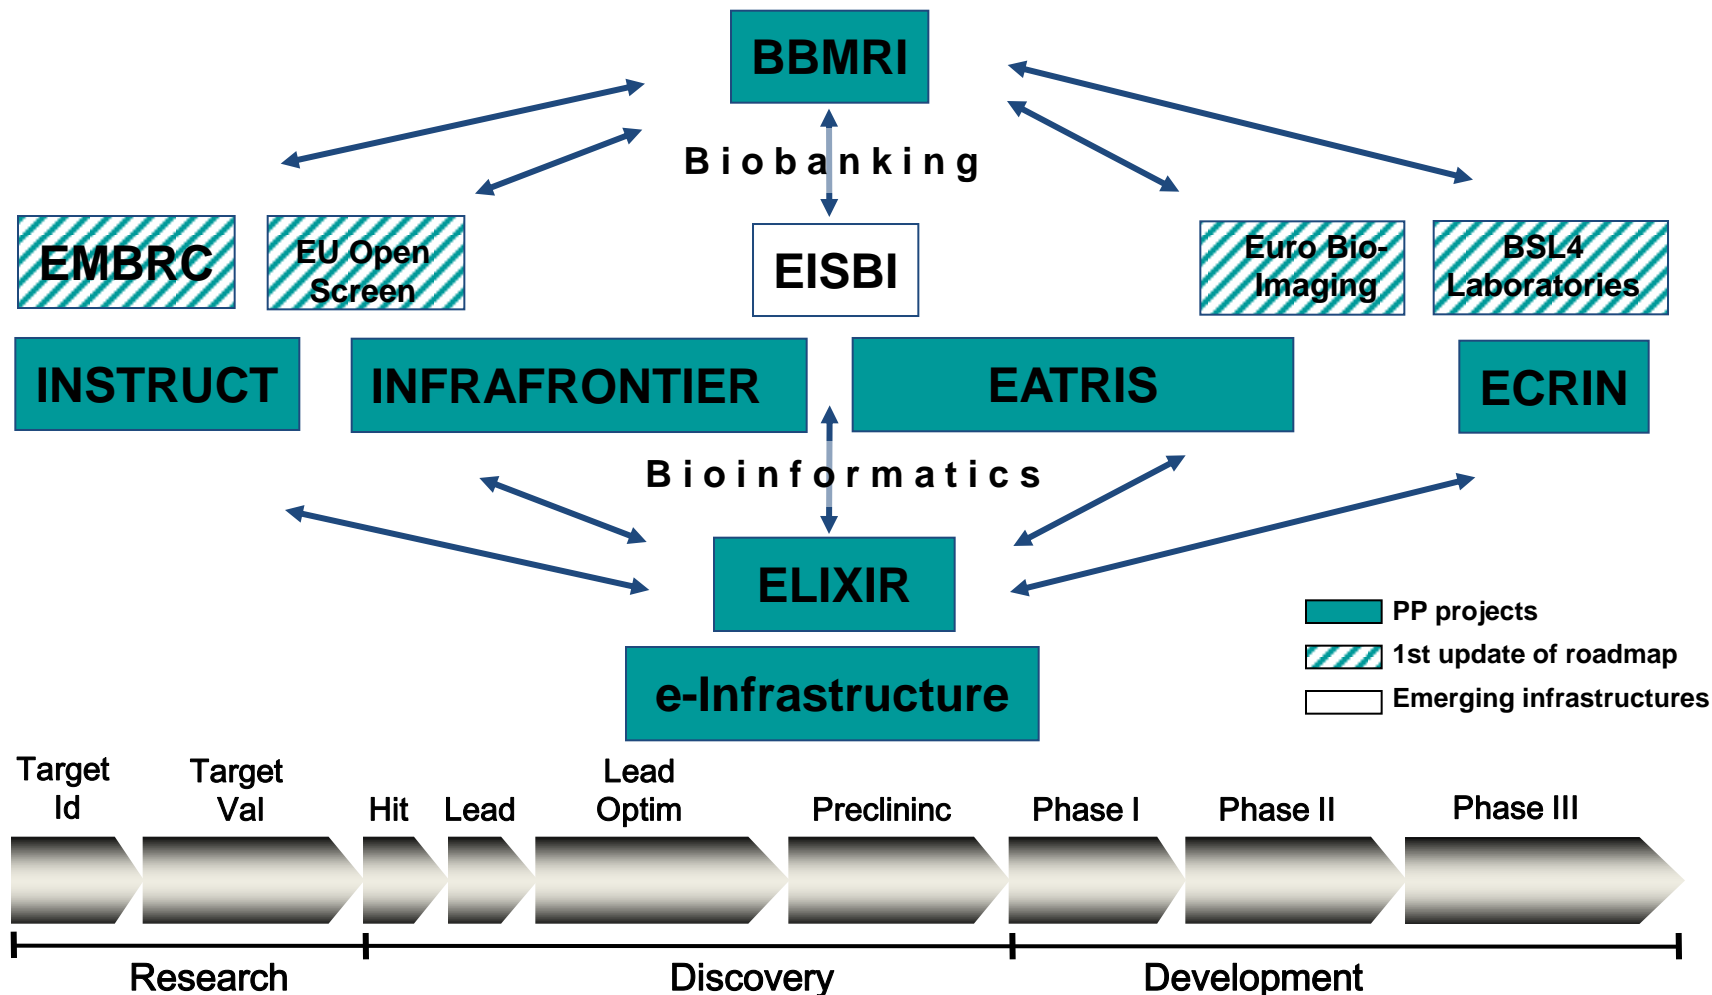 BBMRI
Biobanking
EMBRC
EU Open
Screen
EISBI
Euro Bio-
Imaging
BSL4
Laboratories
INSTRUCT
INFRAFRONTIER
EATRIS
ECRIN
Bioinformatics
ELIXIR
e-Infrastructure
PP projects
1st update of roadmap
Emerging infrastructures
Target
Id
Target
Val
Hit
Lead
Lead
Optim
Preclininc
Phase I
Phase II
Phase III
Research
Discovery
Development